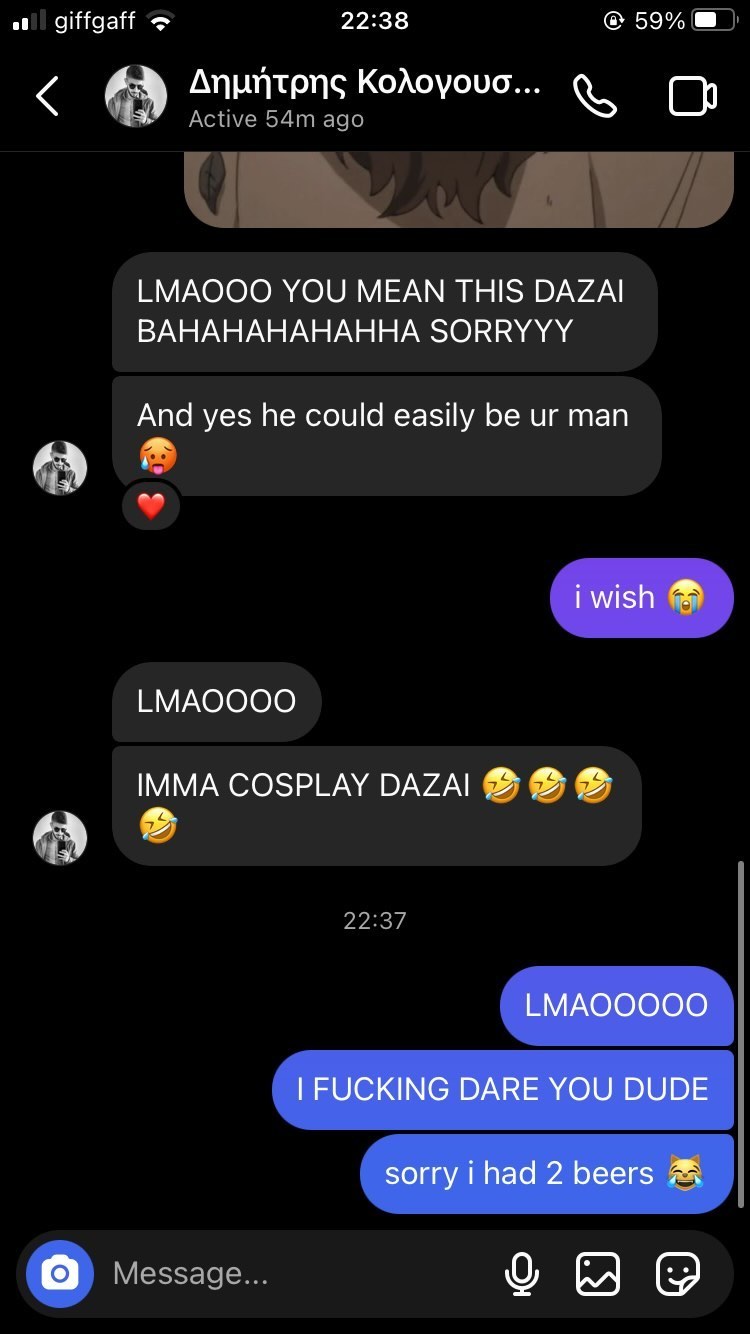 giffgaff 22:38 59%
Δημήτρης Κολογουσ...
Active 54m ago
LMAOOO YOU MEAN THIS DAZAI
BAHAHAHAHAHHA SORRYYY
And yes he could easily be ur man
🥵
❤️
i wish 😭
LMAOOOO
IMMA COSPLAY DAZAI 🤣🤣🤣
🤣
22:37
LMAOOOOO
I FUCKING DARE YOU DUDE
sorry i had 2 beers 😹
Message...